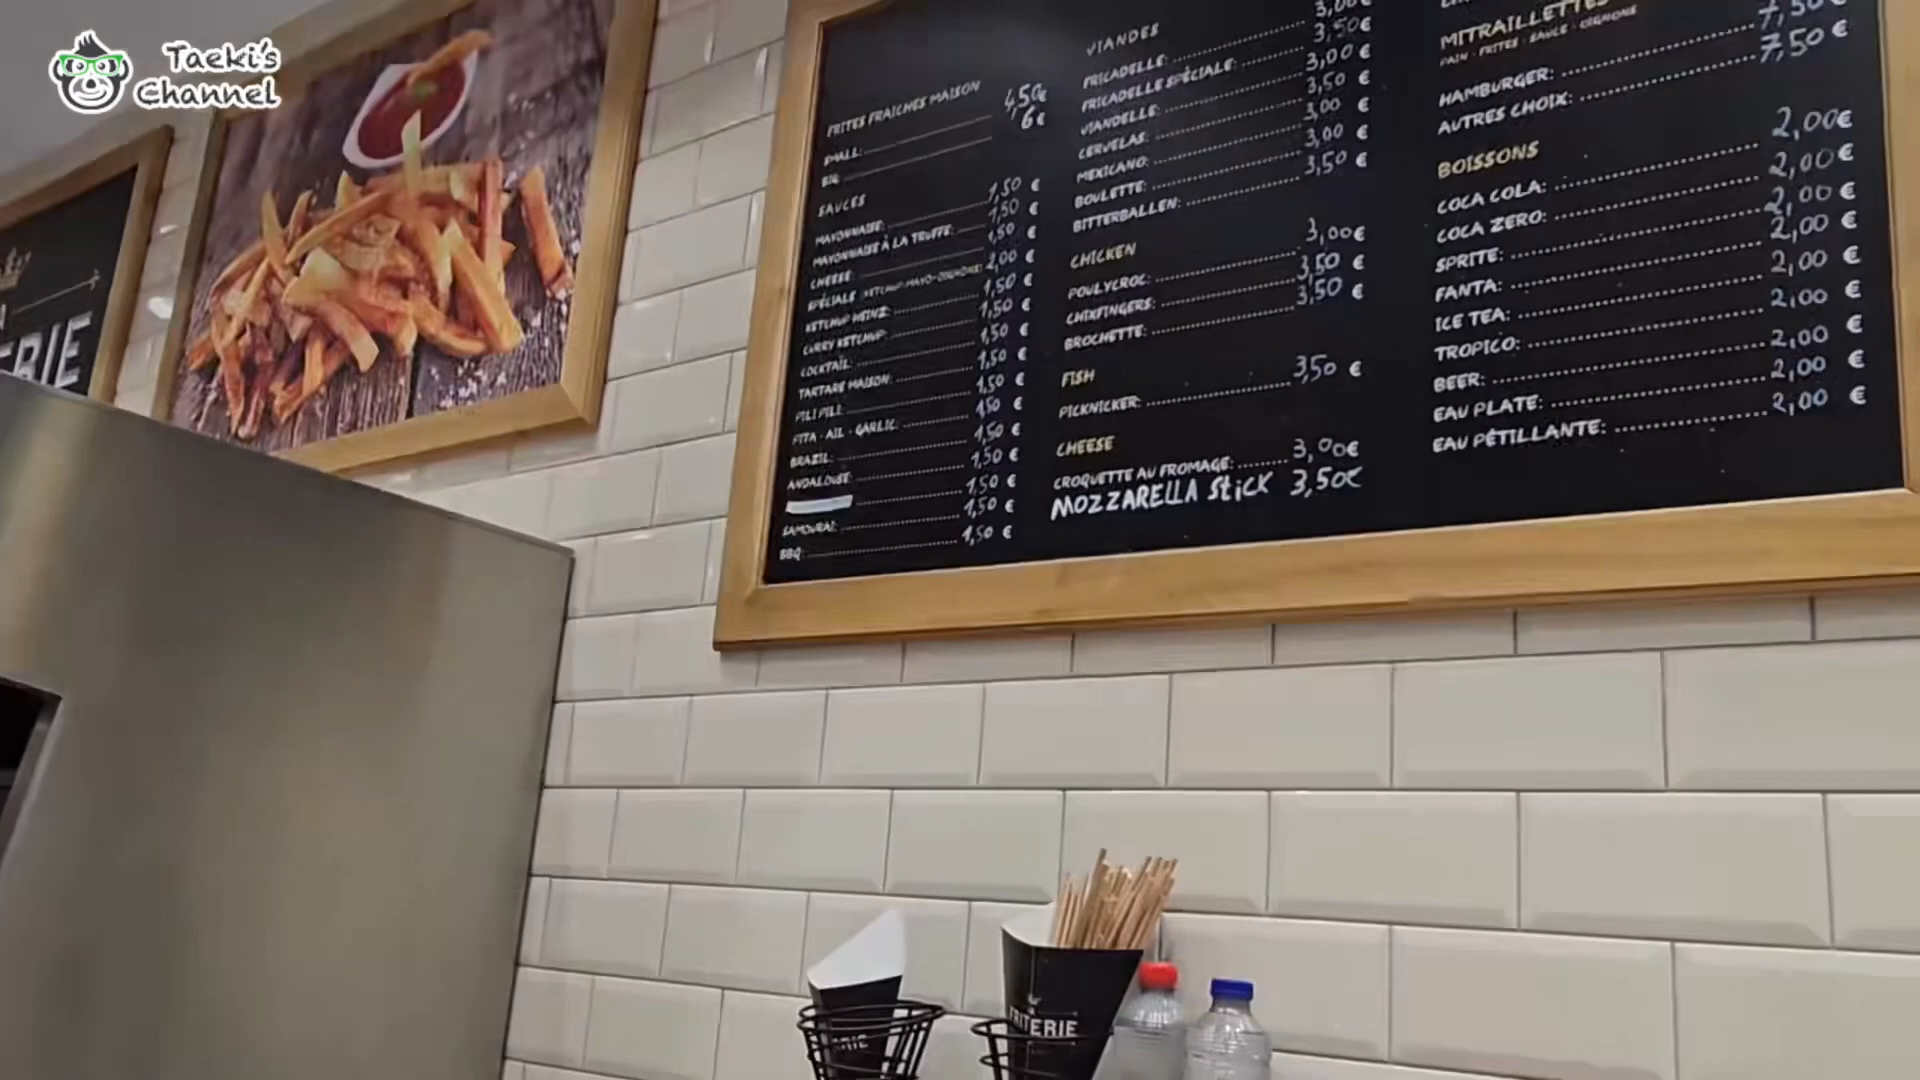 Taeki's
Channel
ERIE
FRITES FRAICHES MAISON
SMALL: 4,50€
BIG 6€
SAUCES
MAYONNAISE: 1,50 €
MAYONNAISE À LA TRUFFE: 1,50 €
CHEESE: 1,50 €
SPÉCIALE (KETCHUP-MAYO-OIGNONS) 2,00 €
KETCHUP HEINZ: 1,50 €
CURRY KETCHUP: 1,50 €
COCKTAÏL: 1,50 €
TARTARE MAISON: 1,50 €
PILI PILI: 1,50 €
PITA - AIL - GARLIC: 1,50 €
BRAZIL: 1,50 €
ANDALOUSE: 1,50 €
1,50 €
SAMOURAÏ: 1,50 €
BBQ: 1,50 €
VIANDES
FRICADELLE: 3,00€
FRICADELLE SPÉCIALE: 3,50€
VIANDELLE: 3,00 €
CERVELAS: 3,50 €
MEXICANO: 3,00 €
BOULETTE: 3,00 €
BITTERBALLEN: 3,50 €
CHICKEN
POULYCROC: 3,00€
CHIXFINGERS: 3,50 €
BROCHETTE: 3,50 €
FISH
PICKNICKER: 3,50 €
CHEESE
CROQUETTE AU FROMAGE: 3,00€
MOZZARELLA STICK 3,50€
MITRAILLETTES
PAIN - FRITES - SAUCE - OIGNONS
HAMBURGER: 7,50 €
AUTRES CHOIX: 7,50 €
BOISSONS
COCA COLA: 2,00€
COCA ZERO: 2,00€
SPRITE: 2,00 €
FANTA: 2,00 €
ICE TEA: 2,00 €
TROPICO: 2,00 €
BEER: 2,00 €
EAU PLATE: 2,00 €
EAU PÉTILLANTE: 2,00 €
FRITERIE